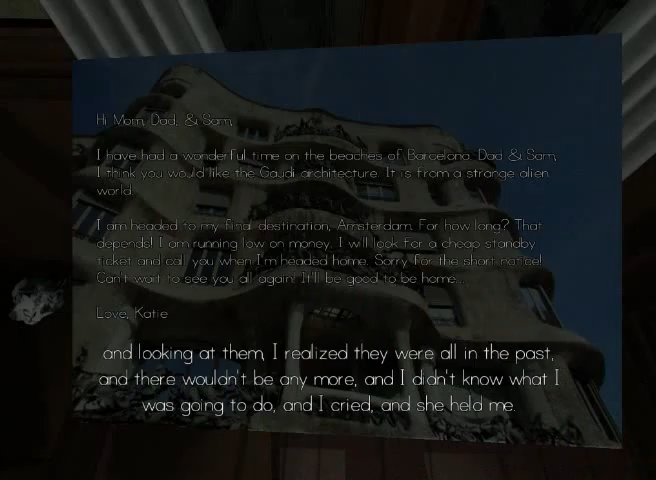 Hi Mom, Dad, & Sam,
I have had a wonderful time on the beaches of Barcelona. Dad & Sam,
I think you would like the Gaudi architecture. It is from a strange alien
world.
I am headed to my final destination, Amsterdam. For how long? That
depends! I am running low on money. I will look for a cheap standby
ticket and call you when I'm headed home. Sorry for the short notice!
Can't wait to see you all again! It'll be good to be home...
Love, Katie
and looking at them, I realized they were all in the past,
and there wouldn't be any more, and I didn't know what I
was going to do, and I cried, and she held me.